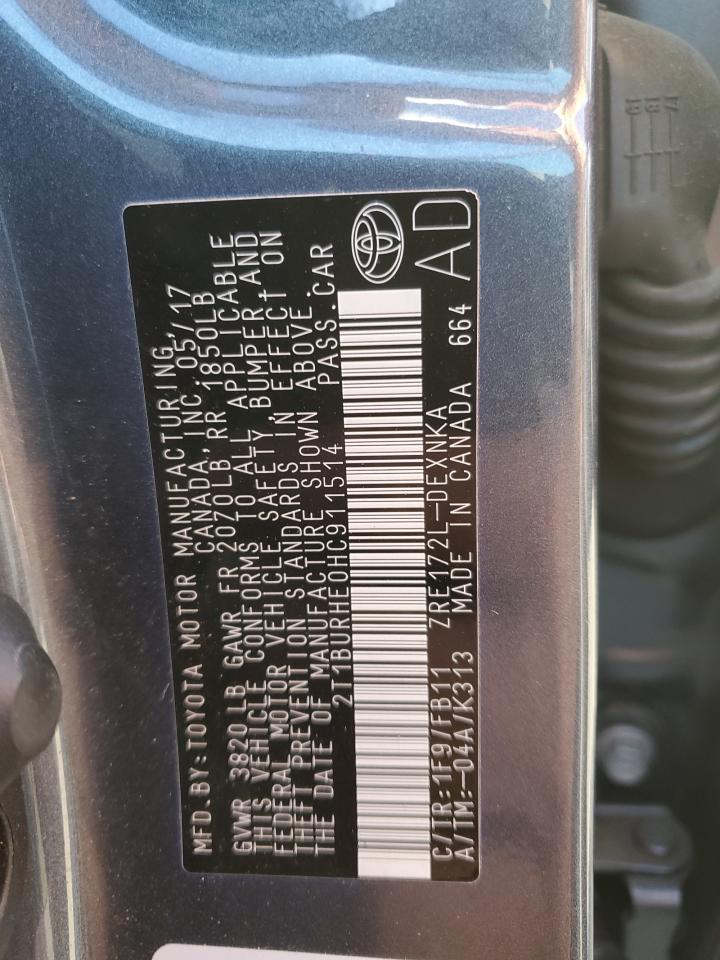 MFD.BY:TOYOTA MOTOR MANUFACTURING,
CANADA,INC. 05/17
GVWR 3820LB GAWR FR 2070LB RR 1850LB
THIS VEHICLE CONFORMS TO ALL APPLICABLE
FEDERAL MOTOR VEHICLE SAFETY, BUMPER,AND
THEFT PREVENTION STANDARDS IN EFFECT ON
THE DATE OF MANUFACTURE SHOWN ABOVE.
2T1BURHE0HC911514 PASS.CAR
C/TR:1F9/FB11 ZRE172L-DEXNKA
A/TM:-04A/K313 MADE IN CANADA 664
AD